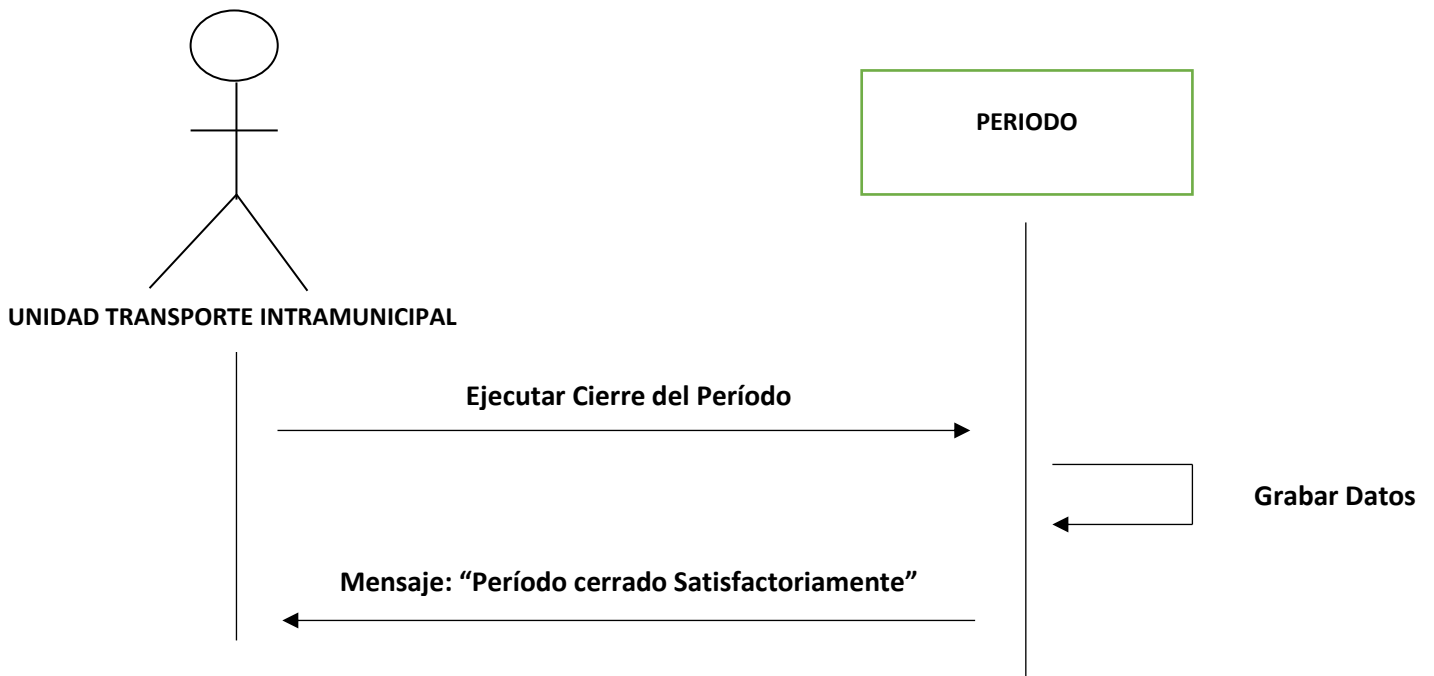 PERIODO
UNIDAD TRANSPORTE INTRAMUNICIPAL
Ejecutar Cierre del Período
Grabar Datos
Mensaje: “Período cerrado Satisfactoriamente”